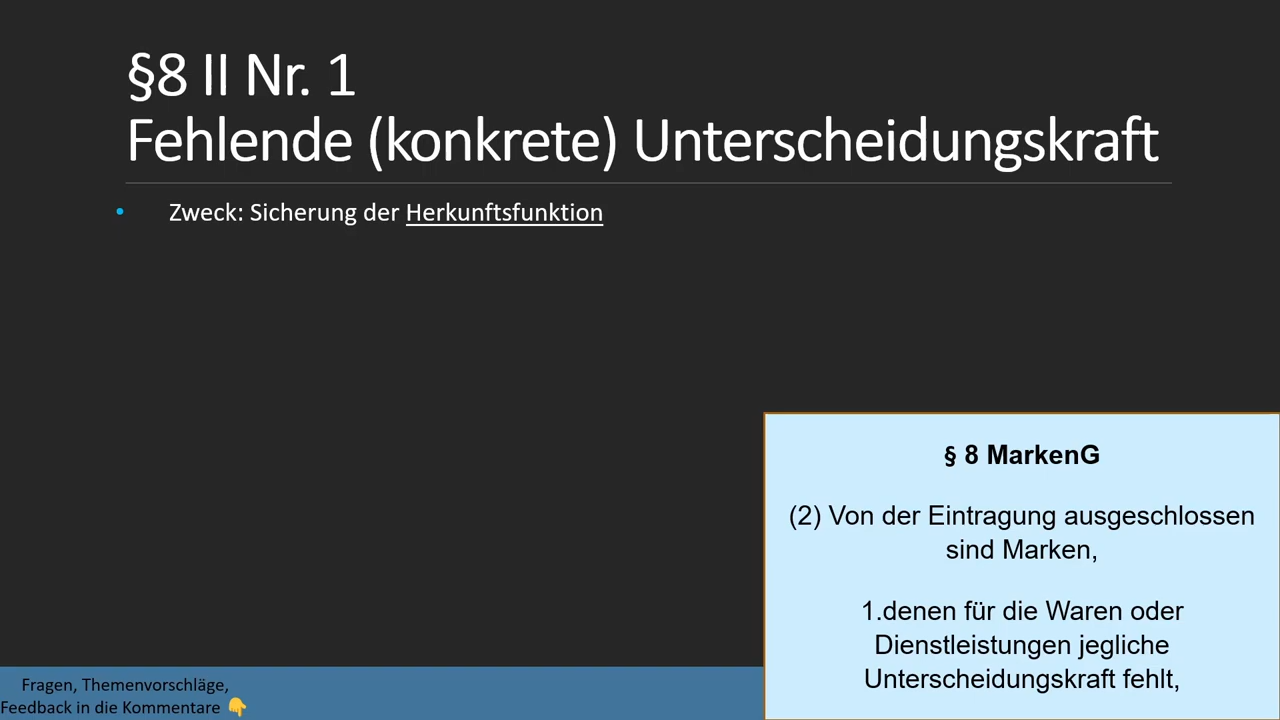 §8 II Nr. 1
Fehlende (konkrete) Unterscheidungskraft
• Zweck: Sicherung der Herkunftsfunktion
§ 8 MarkenG
(2) Von der Eintragung ausgeschlossen
sind Marken,
1.denen für die Waren oder
Dienstleistungen jegliche
Unterscheidungskraft fehlt,
Fragen, Themenvorschläge,
Feedback in die Kommentare 👇